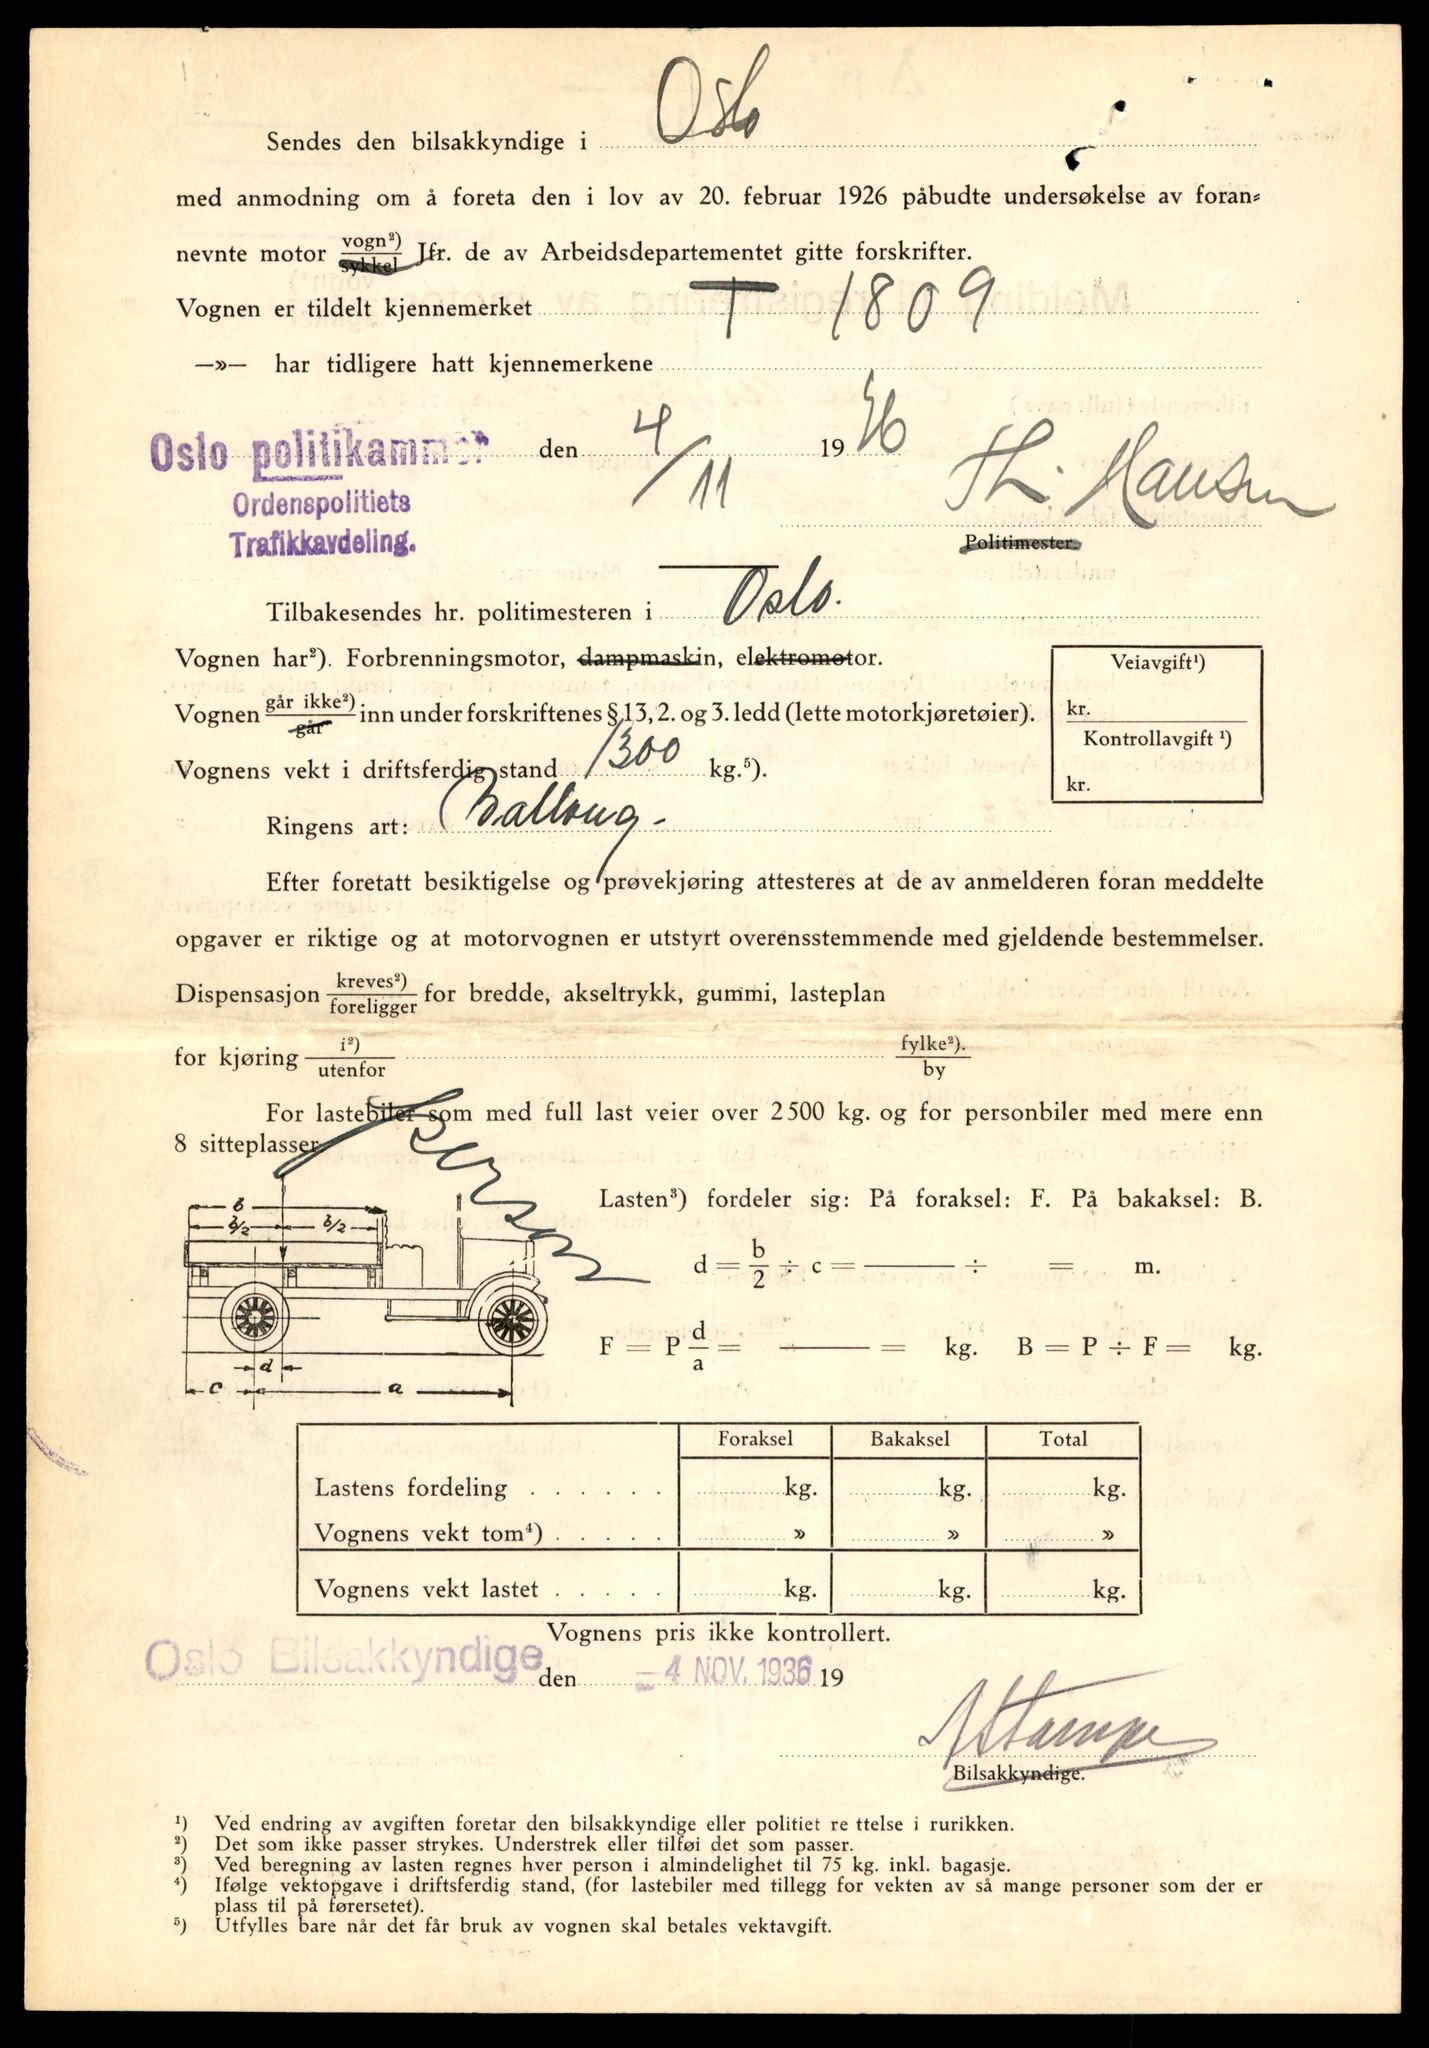 Sendes den bilsakkyndige i Oslo
med anmodning om å foreta den i lov av 20. februar 1926 påbudte undersøkelse av foran-
nevnte motor vogn²) sykkel Jfr. de av Arbeidsdepartementet gitte forskrifter.
Vognen er tildelt kjennemerket T 1809
—»— har tidligere hatt kjennemerkene
Oslo politikammer den 4/11 1936
Th. Hansen
Ordenspolitiets
Trafikkavdeling.
Politimester.
Tilbakesendes hr. politimesteren i Oslo.
Vognen har²). Forbrenningsmotor, dampmaskin, elektromotor.
Vognen går ikke²) går inn under forskriftenes § 13, 2. og 3. ledd (lette motorkjøretøier).
Vognens vekt i driftsferdig stand 1300 kg.⁵).
Veiavgift¹)
kr.
Kontrollavgift ¹)
kr.
Ringens art: Ballong.
Efter foretatt besiktigelse og prøvekjøring attesteres at de av anmelderen foran meddelte
opgaver er riktige og at motorvognen er utstyrt overensstemmende med gjeldende bestemmelser.
Dispensasjon kreves²) foreligger for bredde, akseltrykk, gummi, lasteplan
for kjøring i²) utenfor fylke²). by
For lastebiler som med full last veier over 2500 kg. og for personbiler med mere enn
8 sitteplasser
b
b/2 b/2
d
c a
Lasten³) fordeler sig: På foraksel: F. På bakaksel: B.
d = b/2 ÷ c = —— ÷ = m.
F = P d/a = —— = kg. B = P ÷ F = kg.
Foraksel Bakaksel Total
Lastens fordeling . . . . . . kg. kg. kg.
Vognens vekt tom⁴) . . . . . » » »
Vognens vekt lastet . . . . . kg. kg. kg.
Vognens pris ikke kontrollert.
Oslo Bilsakkyndige den -4 NOV. 1936 19
Bilsakkyndige.
¹) Ved endring av avgiften foretar den bilsakkyndige eller politiet re ttelse i rurikken.
²) Det som ikke passer strykes. Understrek eller tilføi det som passer.
³) Ved beregning av lasten regnes hver person i almindelighet til 75 kg. inkl. bagasje.
⁴) Ifølge vektopgave i driftsferdig stand, (for lastebiler med tillegg for vekten av så mange personer som der er
plass til på førersetet).
⁵) Utfylles bare når det får bruk av vognen skal betales vektavgift.